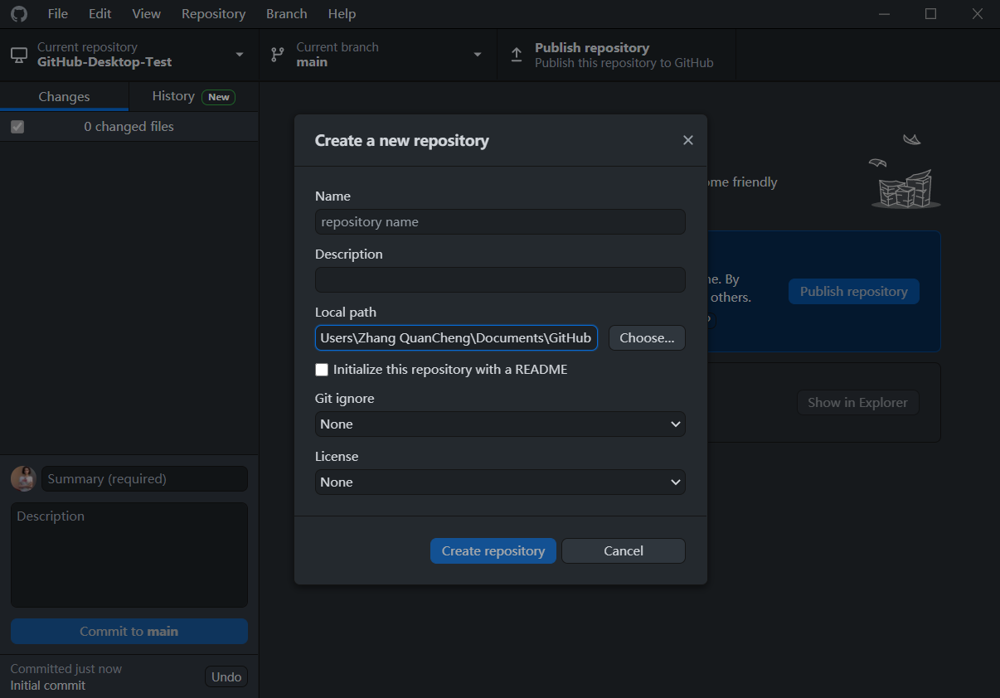 File Edit View Repository Branch Help
Current repository
GitHub-Desktop-Test
Current branch
main
Publish repository
Publish this repository to GitHub
Changes
History New
0 changed files
Create a new repository
Name
repository name
Description
Local path
Users\Zhang QuanCheng\Documents\GitHub
Choose...
Initialize this repository with a README
Git ignore
None
License
None
Create repository
Cancel
friendly
By
others.
Publish repository
Show in Explorer
Summary (required)
Description
Commit to main
Committed just now
Initial commit
Undo